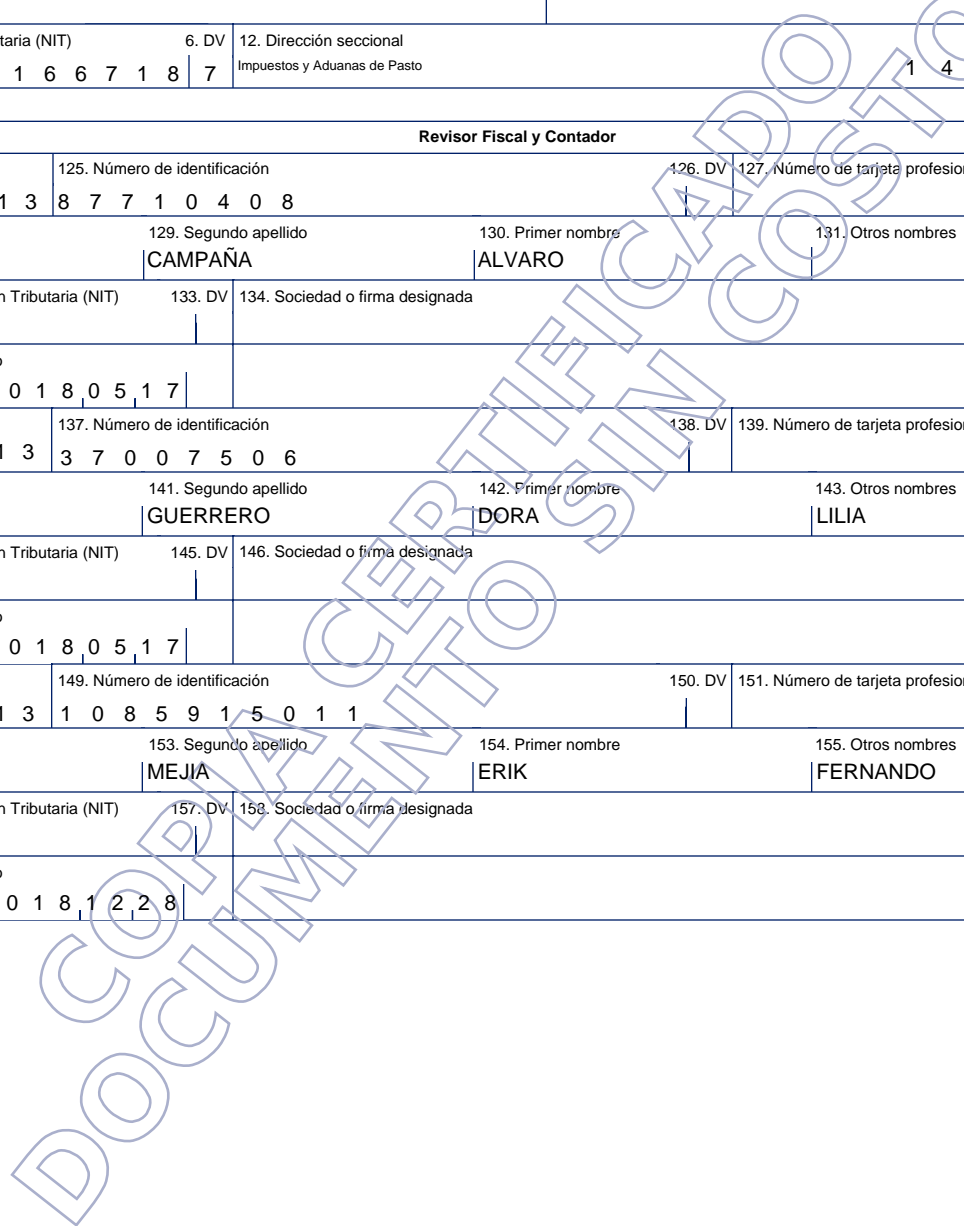 taria (NIT) 6. DV 12. Dirección seccional
1 6 6 7 1 8 7 Impuestos y Aduanas de Pasto 1 4
Revisor Fiscal y Contador
125. Número de identificación 126. DV 127. Número de tarjeta profesion
1 3 8 7 7 1 0 4 0 8
129. Segundo apellido 130. Primer nombre 131. Otros nombres
CAMPAÑA ALVARO
n Tributaria (NIT) 133. DV 134. Sociedad o firma designada
o
0 1 8 0 5 1 7
137. Número de identificación 138. DV 139. Número de tarjeta profesion
1 3 3 7 0 0 7 5 0 6
141. Segundo apellido 142. Primer nombre 143. Otros nombres
GUERRERO DORA LILIA
n Tributaria (NIT) 145. DV 146. Sociedad o firma designada
o
0 1 8 0 5 1 7
149. Número de identificación 150. DV 151. Número de tarjeta profesion
1 3 1 0 8 5 9 1 5 0 1 1
153. Segundo apellido 154. Primer nombre 155. Otros nombres
MEJIA ERIK FERNANDO
n Tributaria (NIT) 157. DV 158. Sociedad o firma designada
o
0 1 8 1 2 2 8
COPIA CERTIFICADO
DOCUMENTO SIN COSTO